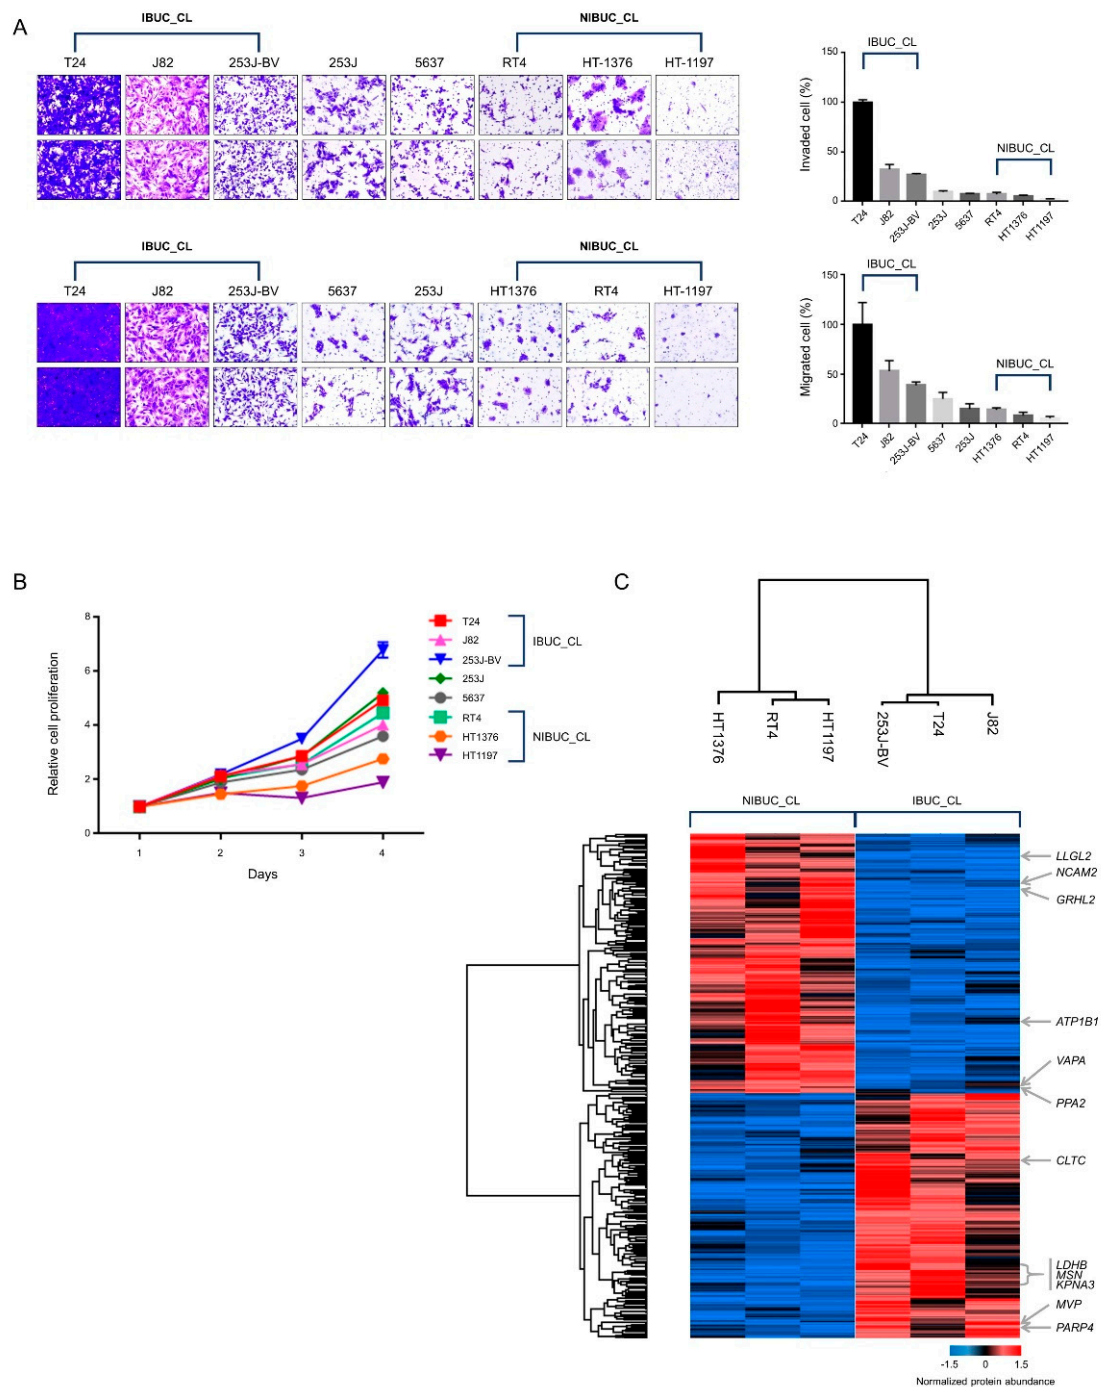 A
IBUC_CL
NIBUC_CL
T24 J82 253J-BV 253J 5637 RT4 HT-1376 HT-1197
IBUC_CL
NIBUC_CL
T24 J82 253J-BV 5637 253J HT1376 RT4 HT-1197
Invaded cell (%)
150
100
50
0
IBUC_CL
NIBUC_CL
T24 J82 253J-BV 253J 5637 RT4 HT1376 HT1197
Migrated cell (%)
150
100
50
0
IBUC_CL
NIBUC_CL
T24 J82 253J-BV 5637 253J HT1376 RT4 HT1197
B
Relative cell proliferation
8
6
4
2
0
1 2 3 4
Days
T24
J82
253J-BV
253J
5637
RT4
HT1376
HT1197
IBUC_CL
NIBUC_CL
C
HT1376 RT4 HT1197 253J-BV T24 J82
NIBUC_CL IBUC_CL
LLGL2
NCAM2
GRHL2
ATP1B1
VAPA
PPA2
CLTC
LDHB
MSN
KPNA3
MVP
PARP4
-1.5 0 1.5
Normalized protein abundance